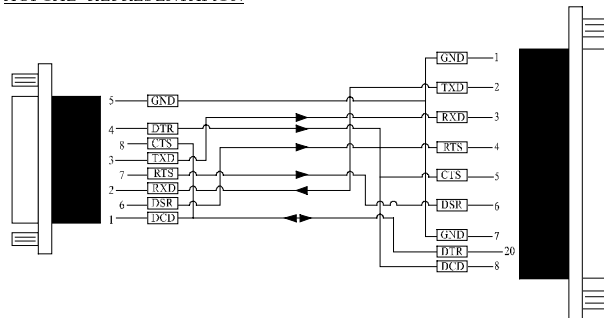 REPRESENTATION
5 GND
4 DTR
8 CTS
3 TXD
7 RTS
2 RXD
6 DSR
1 DCD
GND 1
TXD 2
RXD 3
RTS 4
CTS 5
DSR 6
GND 7
DTR 20
DCD 8